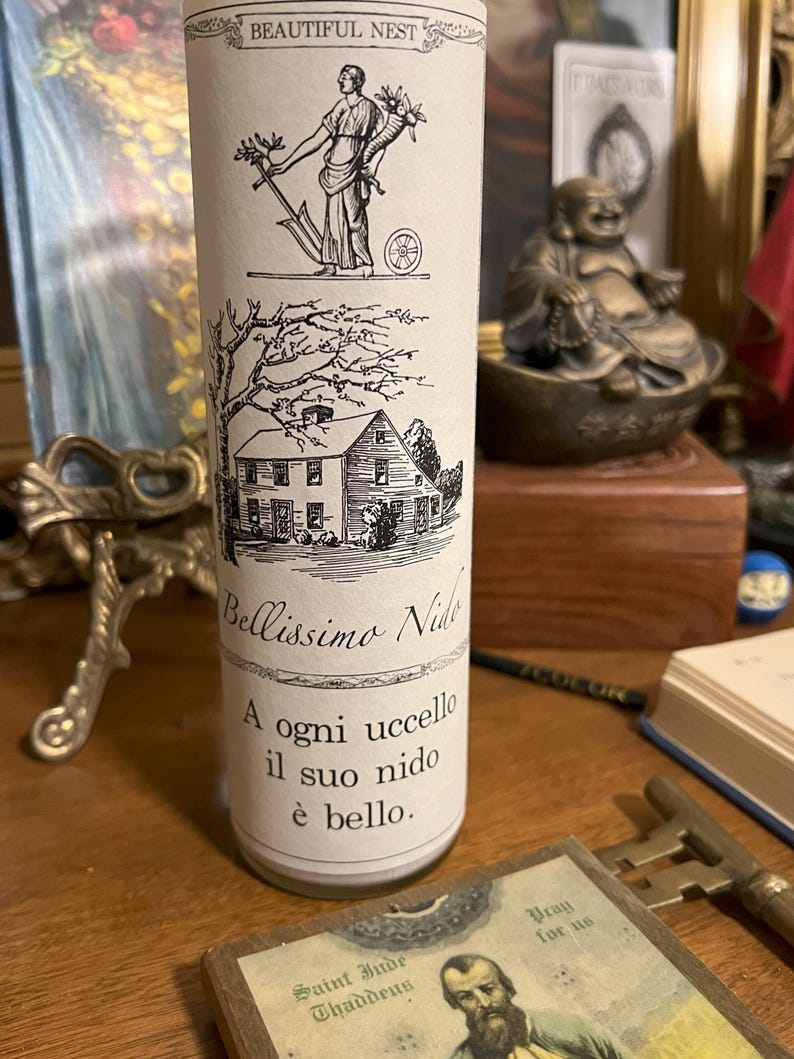 BEAUTIFUL NEST
Bellissimo Nido
A ogni uccello
il suo nido
è bello.
Saint Jude
Thaddeus
Pray
for us